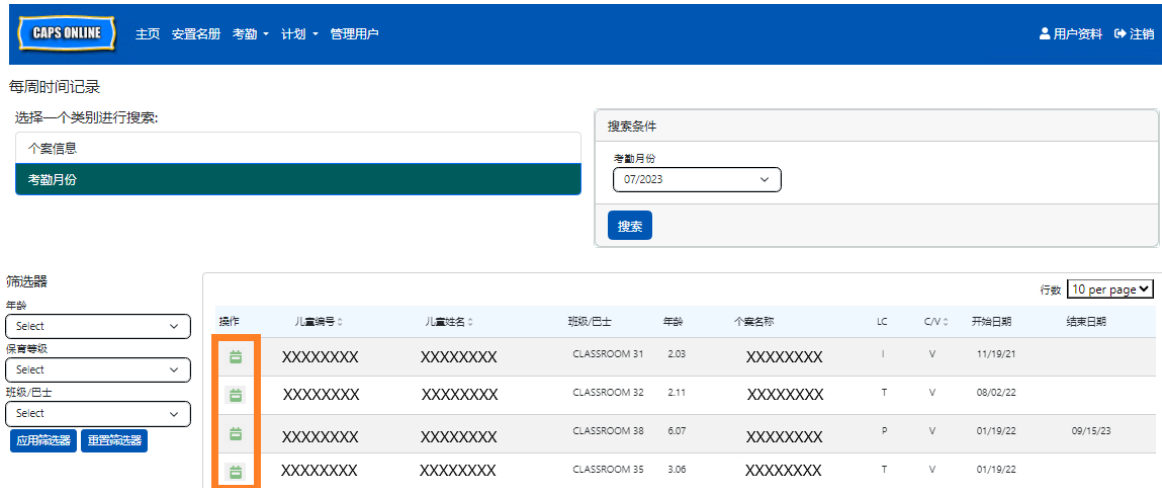 CAPS ONLINE 主页 安置名册 考勤 计划 管理用户 用户资料 注销
每周时间记录
选择一个类别进行搜索:
个案信息
考勤月份
搜索条件
考勤月份
07/2023
搜索
筛选器
年龄
Select
保育等级
Select
班级/巴士
Select
应用筛选器 重置筛选器
行数 10 per page
操作 儿童编号 儿童姓名 班级/巴士 年龄 个案名称 LC C/V 开始日期 结束日期
XXXXXXXX XXXXXXXX CLASSROOM 31 2.03 XXXXXXXX I V 11/19/21
XXXXXXXX XXXXXXXX CLASSROOM 32 2.11 XXXXXXXX T V 08/02/22
XXXXXXXX XXXXXXXX CLASSROOM 38 6.07 XXXXXXXX P V 01/19/22 09/15/23
XXXXXXXX XXXXXXXX CLASSROOM 35 3.06 XXXXXXXX T V 01/19/22